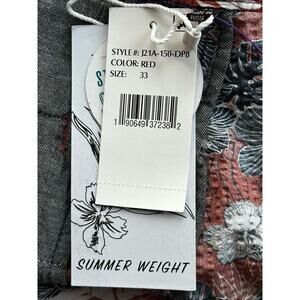 STYLE #: J21A-150-DP8
COLOR: RED
SIZE: 33
1 90649 37238 2
SUMMER WEIGHT